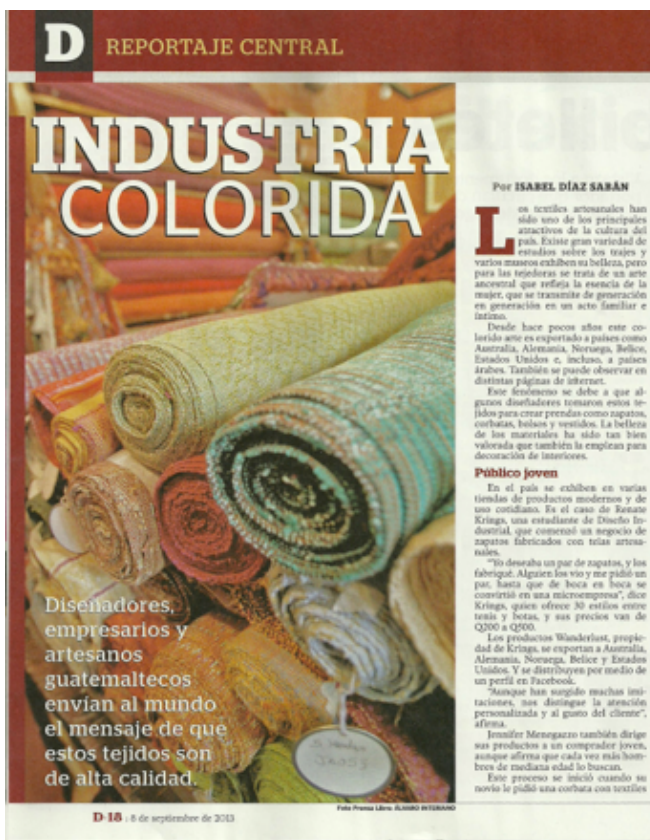 D
REPORTAJE CENTRAL
INDUSTRIA
COLORIDA
Diseñadores,
empresarios y
artesanos
guatemaltecos
envían al mundo
el mensaje de que
estos tejidos son
de alta calidad.
Por ISABEL DÍAZ SABÁN
Los textiles artesanales han
sido uno de los principales
atractivos de la cultura del
país. Existe gran variedad de
estudios sobre los trajes y
varios museos exhiben su belleza, pero
para las tejedoras se trata de un arte
ancestral que refleja la esencia de la
mujer, que se transmite de generación
en generación en un acto familiar e
íntimo.
Desde hace pocos años este co-
lorido arte es exportado a países como
Australia, Alemania, Noruega, Belice,
Estados Unidos e, incluso, a países
árabes. También se puede observar en
distintas páginas de internet.
Este fenómeno se debe a que al-
gunos diseñadores tomaron estos te-
jidos para crear prendas como zapatos,
corbatas, bolsos y vestidos. La belleza
de los materiales ha sido tan bien
valorada que también la emplean para
decoración de interiores.
Público joven
En el país se exhiben en varias
tiendas de productos modernos y de
uso cotidiano. Es el caso de Renate
Krings, una estudiante de Diseño In-
dustrial, que comenzó un negocio de
zapatos fabricados con telas artesa-
nales.
"Yo deseaba un par de zapatos, y los
fabriqué. Alguien los vio y me pidió un
par, hasta que de boca en boca se
convirtió en una microempresa", dice
Krings, quien ofrece 30 estilos entre
tenis y botas, y sus precios van de
Q200 a Q500.
Los productos Wanderlust, propie-
dad de Krings, se exportan a Australia,
Alemania, Noruega, Belice y Estados
Unidos. Y se distribuyen por medio de
un perfil en Facebook.
"Aunque han surgido muchas imi-
taciones, nos distingue la atención
personalizada y al gusto del cliente",
afirma.
Jennifer Menegazzo también dirige
sus productos a un comprador joven,
aunque afirma que cada vez más hom-
bres de mediana edad lo buscan.
Este proceso se inició cuando su
novio le pidió una corbata con textiles
Foto Prensa Libre: ÁLVARO INTERIANO
D-18 : 8 de septiembre de 2013